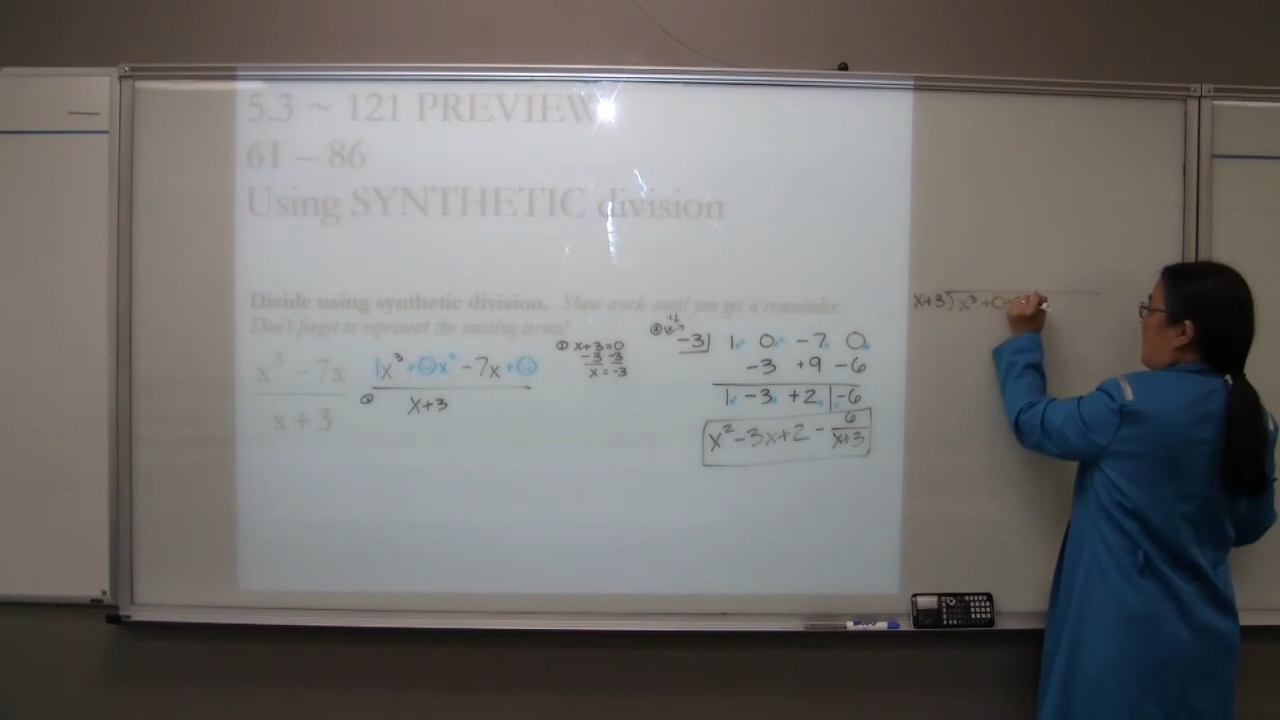 5.3 ~ 121 PREVIEW
61 – 86
Using SYNTHETIC division
Divide using synthetic division. Show work until you get a remainder.
Don't forget to represent the missing terms!
x³ – 7x
x + 3
1x³ + 0x² - 7x + 0
x+3
① x+3=0
-3 -3
x = -3
-3| 1 0 -7 0
-3 +9 -6
1 -3 +2 |-6
x² - 3x + 2 - 6
x+3
x+3) x³ + 0